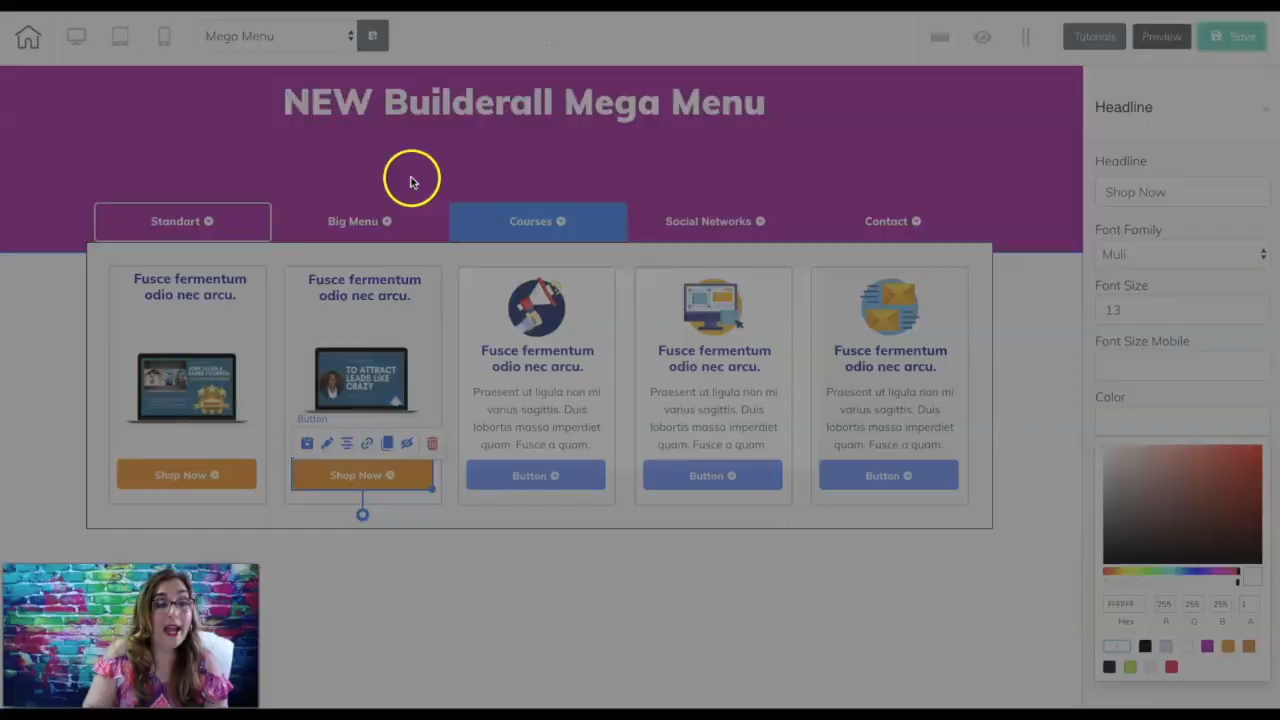 Mega Menu
Tutorials
Preview
Save
NEW Builderall Mega Menu
Standart
Big Menu
Courses
Social Networks
Contact
Fusce fermentum
odio nec arcu.
Shop Now
Fusce fermentum
odio nec arcu.
TO ATTRACT
LEADS LIKE
CRAZY
Button
Shop Now
Fusce fermentum
odio nec arcu.
Praesent ut ligula non mi
varius sagittis. Duis
lobortis massa imperdiet
quam. Fusce a quam.
Button
Fusce fermentum
odio nec arcu.
Praesent ut ligula non mi
varius sagittis. Duis
lobortis massa imperdiet
quam. Fusce a quam.
Button
Fusce fermentum
odio nec arcu.
Praesent ut ligula non mi
varius sagittis. Duis
lobortis massa imperdiet
quam. Fusce a quam.
Button
Headline
Headline
Shop Now
Font Family
Muli
Font Size
13
Font Size Mobile
Color
FFFFFF 255 255 255 1
Hex R G B A